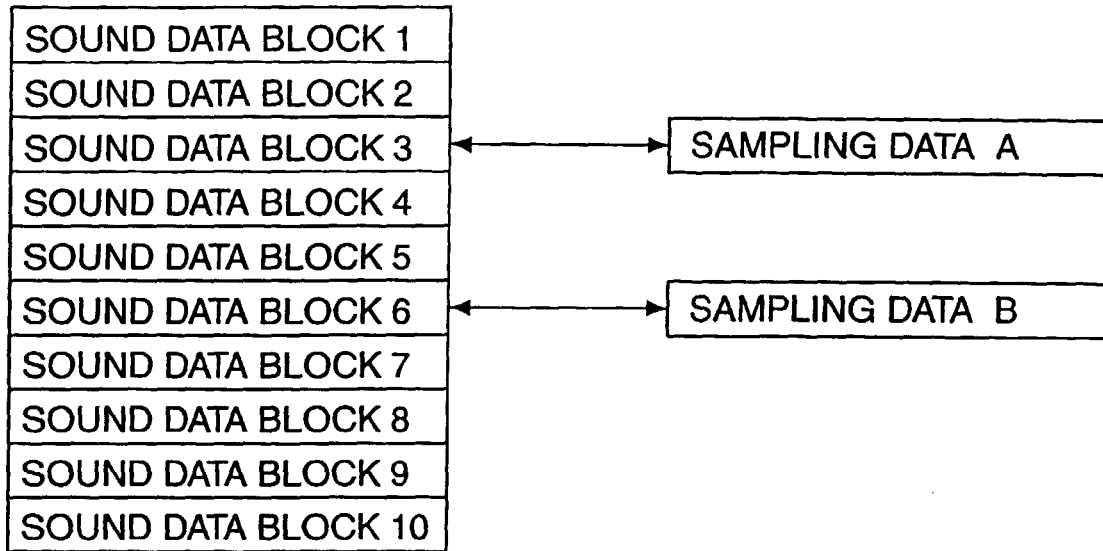 SOUND DATA BLOCK 1
SOUND DATA BLOCK 2
SOUND DATA BLOCK 3
SAMPLING DATA A
SOUND DATA BLOCK 4
SOUND DATA BLOCK 5
SOUND DATA BLOCK 6
SAMPLING DATA B
SOUND DATA BLOCK 7
SOUND DATA BLOCK 8
SOUND DATA BLOCK 9
SOUND DATA BLOCK 10